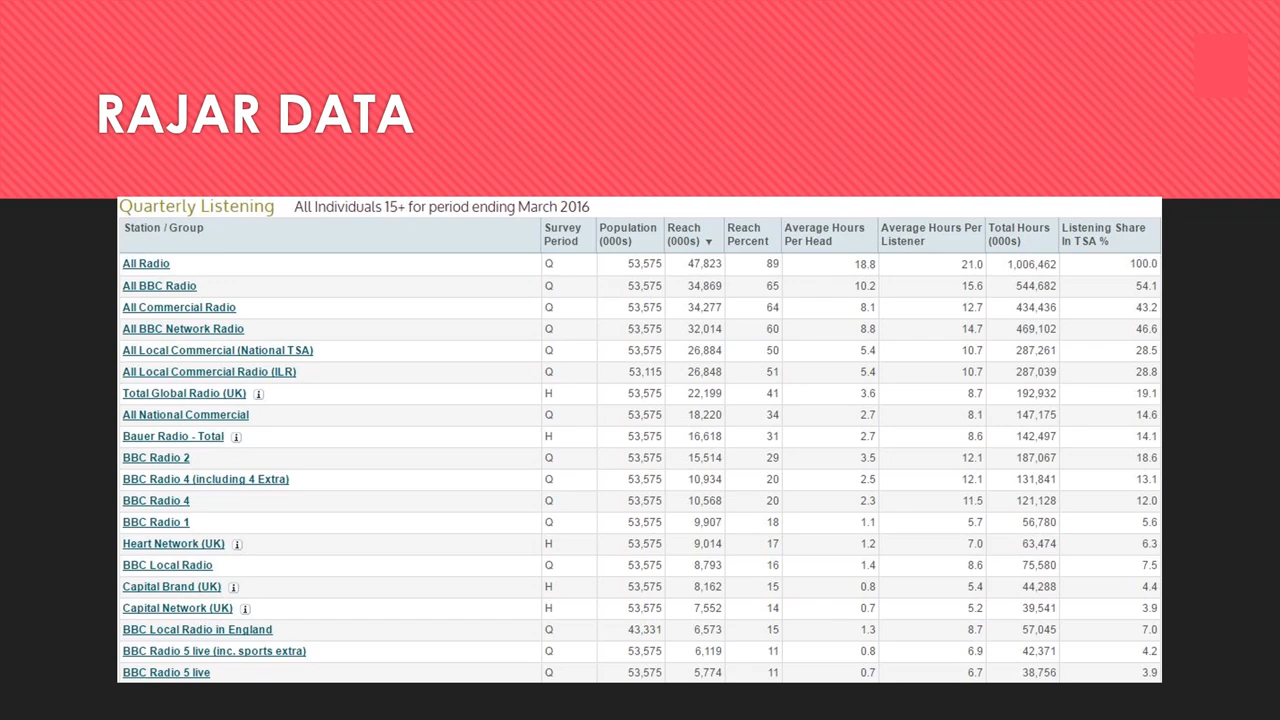 RAJAR DATA
Quarterly Listening All Individuals 15+ for period ending March 2016
Station / Group Survey Period Population (000s) Reach (000s) ▼ Reach Percent Average Hours Per Head Average Hours Per Listener Total Hours (000s) Listening Share In TSA %
All Radio Q 53,575 47,823 89 18.8 21.0 1,006,462 100.0
All BBC Radio Q 53,575 34,869 65 10.2 15.6 544,682 54.1
All Commercial Radio Q 53,575 34,277 64 8.1 12.7 434,436 43.2
All BBC Network Radio Q 53,575 32,014 60 8.8 14.7 469,102 46.6
All Local Commercial (National TSA) Q 53,575 26,884 50 5.4 10.7 287,261 28.5
All Local Commercial Radio (ILR) Q 53,115 26,848 51 5.4 10.7 287,039 28.8
Total Global Radio (UK) i H 53,575 22,199 41 3.6 8.7 192,932 19.1
All National Commercial Q 53,575 18,220 34 2.7 8.1 147,175 14.6
Bauer Radio - Total i H 53,575 16,618 31 2.7 8.6 142,497 14.1
BBC Radio 2 Q 53,575 15,514 29 3.5 12.1 187,067 18.6
BBC Radio 4 (including 4 Extra) Q 53,575 10,934 20 2.5 12.1 131,841 13.1
BBC Radio 4 Q 53,575 10,568 20 2.3 11.5 121,128 12.0
BBC Radio 1 Q 53,575 9,907 18 1.1 5.7 56,780 5.6
Heart Network (UK) i H 53,575 9,014 17 1.2 7.0 63,474 6.3
BBC Local Radio Q 53,575 8,793 16 1.4 8.6 75,580 7.5
Capital Brand (UK) i H 53,575 8,162 15 0.8 5.4 44,288 4.4
Capital Network (UK) i H 53,575 7,552 14 0.7 5.2 39,541 3.9
BBC Local Radio in England Q 43,331 6,573 15 1.3 8.7 57,045 7.0
BBC Radio 5 live (inc. sports extra) Q 53,575 6,119 11 0.8 6.9 42,371 4.2
BBC Radio 5 live Q 53,575 5,774 11 0.7 6.7 38,756 3.9